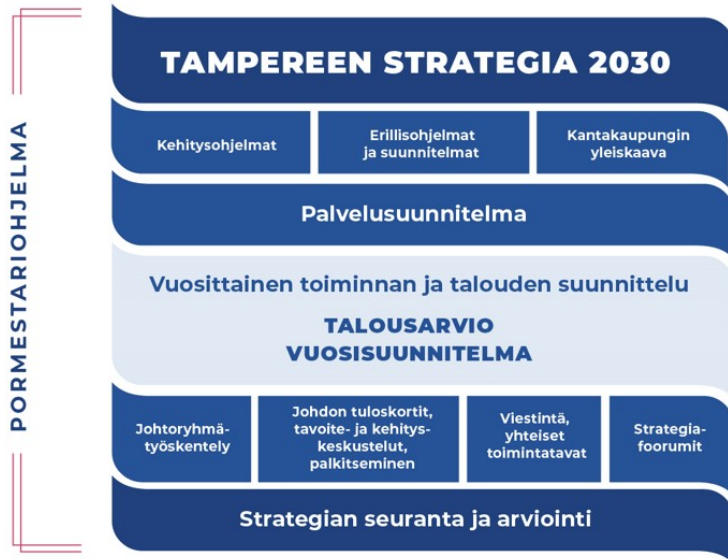 PORMESTARIOHJELMA
TAMPEREEN STRATEGIA 2030
Kehitysohjelmat
Erillisohjelmat
ja suunnitelmat
Kantakaupungin
yleiskaava
Palvelusuunnitelma
Vuosittainen toiminnan ja talouden suunnittelu
TALOUSARVIO
VUOSISUUNNITELMA
Johtoryhmä-
työskentely
Johdon tuloskortit,
tavoite- ja kehitys-
keskustelut,
palkitseminen
Viestintä,
yhteiset
toimintatavat
Strategia-
foorumit
Strategian seuranta ja arviointi